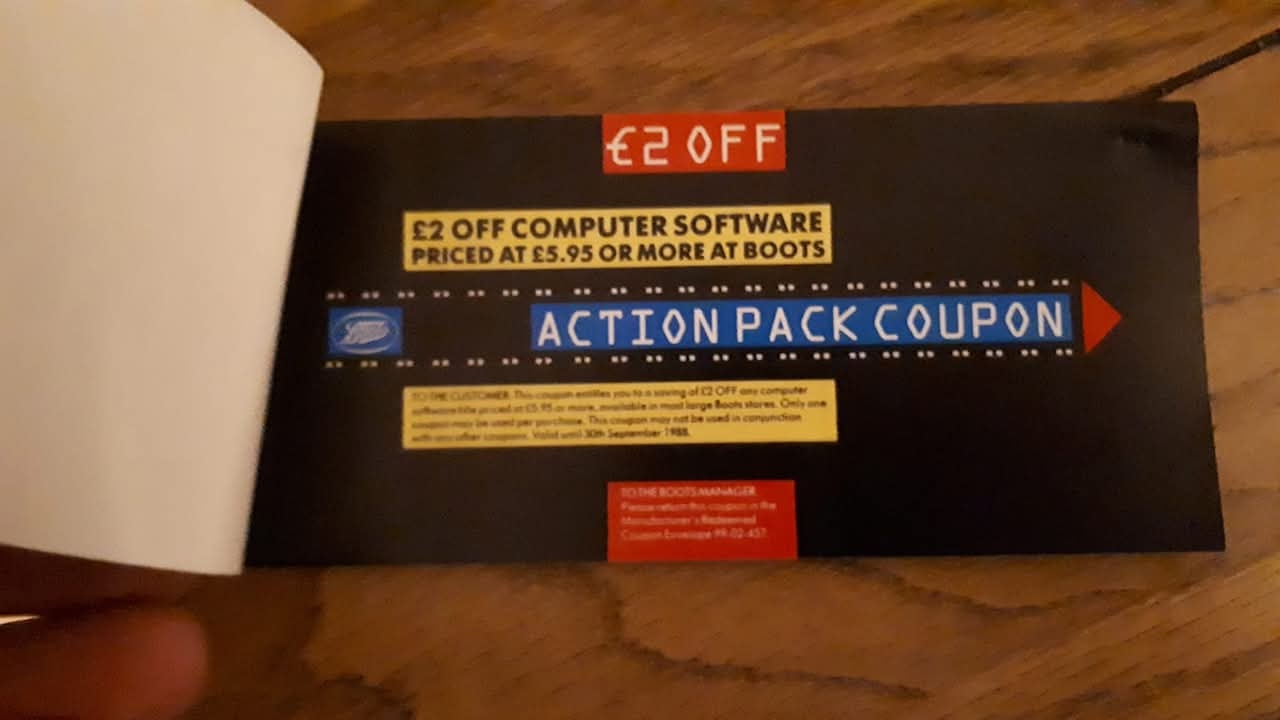 £2 OFF
£2 OFF COMPUTER SOFTWARE
PRICED AT £5.95 OR MORE AT BOOTS
Boots
ACTION PACK COUPON
TO THE CUSTOMER. This coupon entitles you to a saving of £2 OFF any computer
software title priced at £5.95 or more, available in most large Boots stores. Only one
coupon may be used per purchase. This coupon may not be used in conjunction
with any other coupons. Valid until 30th September 1988.
TO THE BOOTS MANAGER.
Please return this coupon in the
Manufacturer's Redeemed
Coupon Envelope 99-02-457.